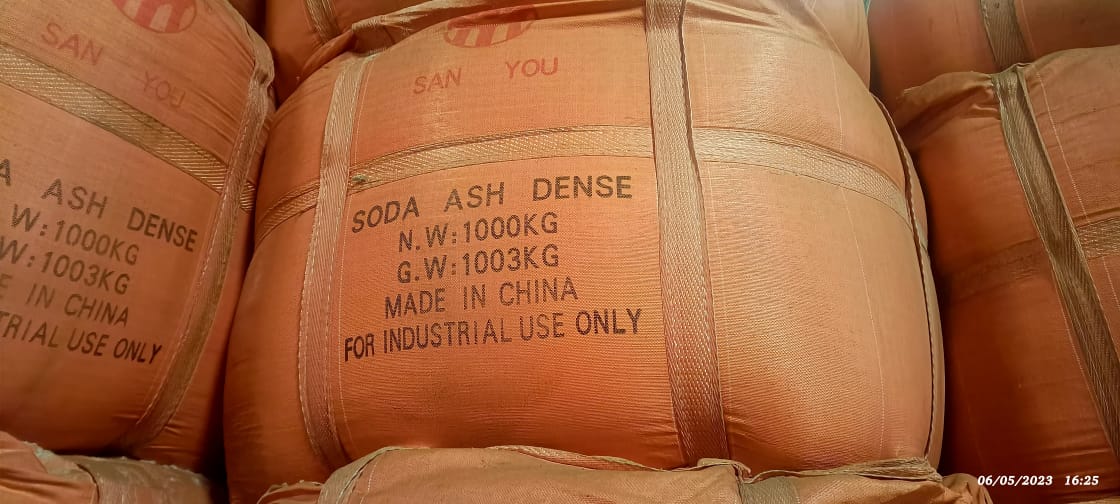 SAN YOU
SODA ASH DENSE
N.W:1000KG
G.W:1003KG
MADE IN CHINA
FOR INDUSTRIAL USE ONLY
SAN YOU
A ASH DENSE
W:1000KG
W:1003KG
E IN CHINA
TRIAL USE ONLY
06/05/2023 16:25